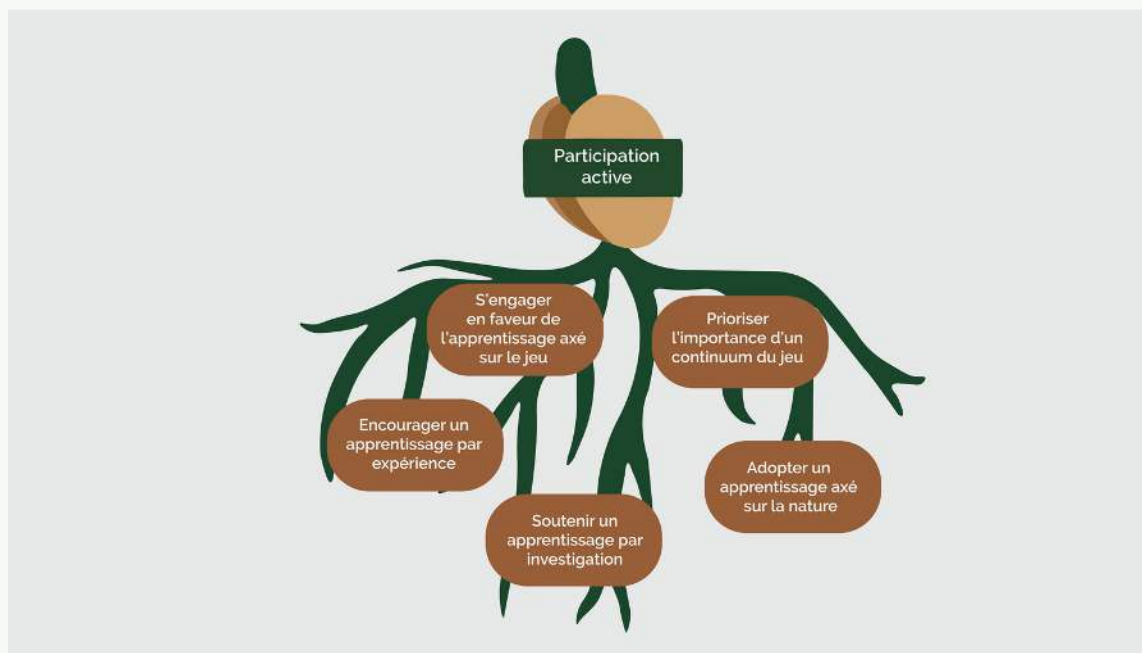 Participation
active
S'engager
en faveur de
l'apprentissage axé
sur le jeu
Prioriser
l'importance d'un
continuum du jeu
Encourager un
apprentissage par
expérience
Adopter un
apprentissage axé
sur la nature
Soutenir un
apprentissage par
investigation